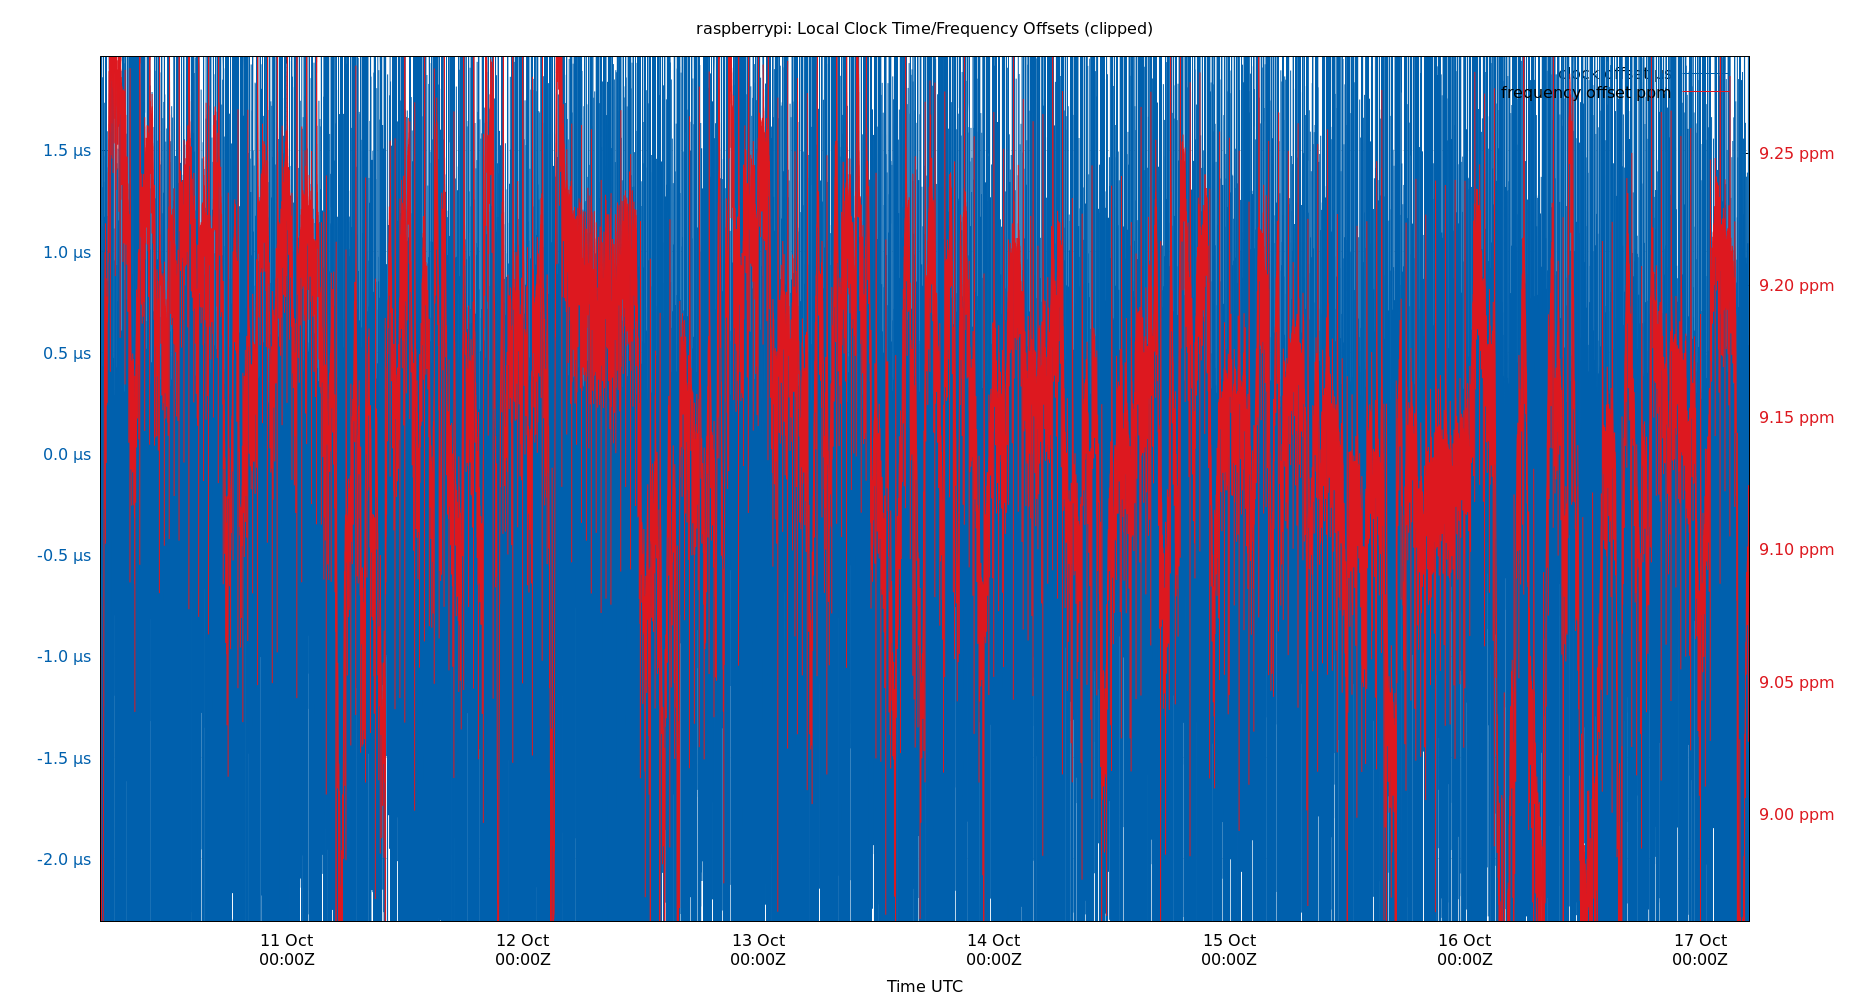 raspberrypi: Local Clock Time/Frequency Offsets (clipped)
clock offset µs
frequency offset ppm
1.5 µs
1.0 µs
0.5 µs
0.0 µs
-0.5 µs
-1.0 µs
-1.5 µs
-2.0 µs
9.25 ppm
9.20 ppm
9.15 ppm
9.10 ppm
9.05 ppm
9.00 ppm
11 Oct
00:00Z
12 Oct
00:00Z
13 Oct
00:00Z
14 Oct
00:00Z
15 Oct
00:00Z
16 Oct
00:00Z
17 Oct
00:00Z
Time UTC